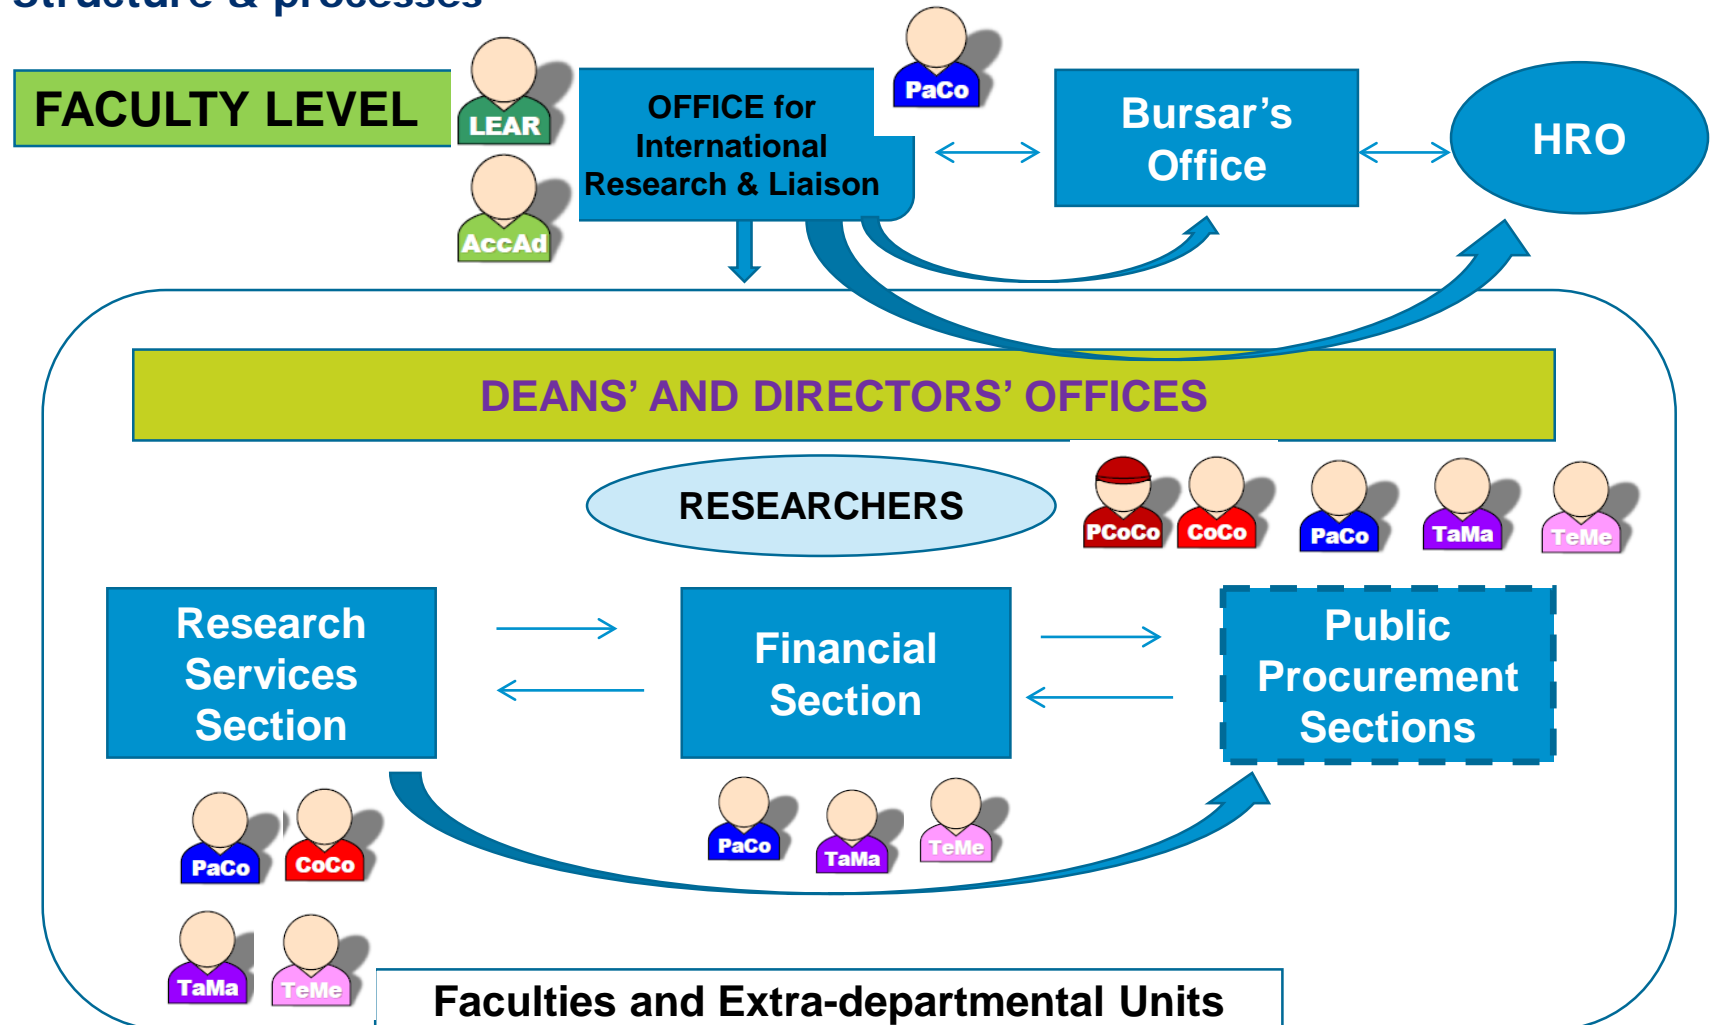 Structure & processes
FACULTY LEVEL
LEAR
AccAd
OFFICE for
International
Research & Liaison
PaCo
Bursar’s
Office
HRO
DEANS’ AND DIRECTORS’ OFFICES
RESEARCHERS
PCoCo
CoCo
PaCo
TaMa
TeMe
Research
Services
Section
Financial
Section
Public
Procurement
Sections
PaCo
CoCo
TaMa
TeMe
PaCo
TaMa
TeMe
Faculties and Extra-departmental Units